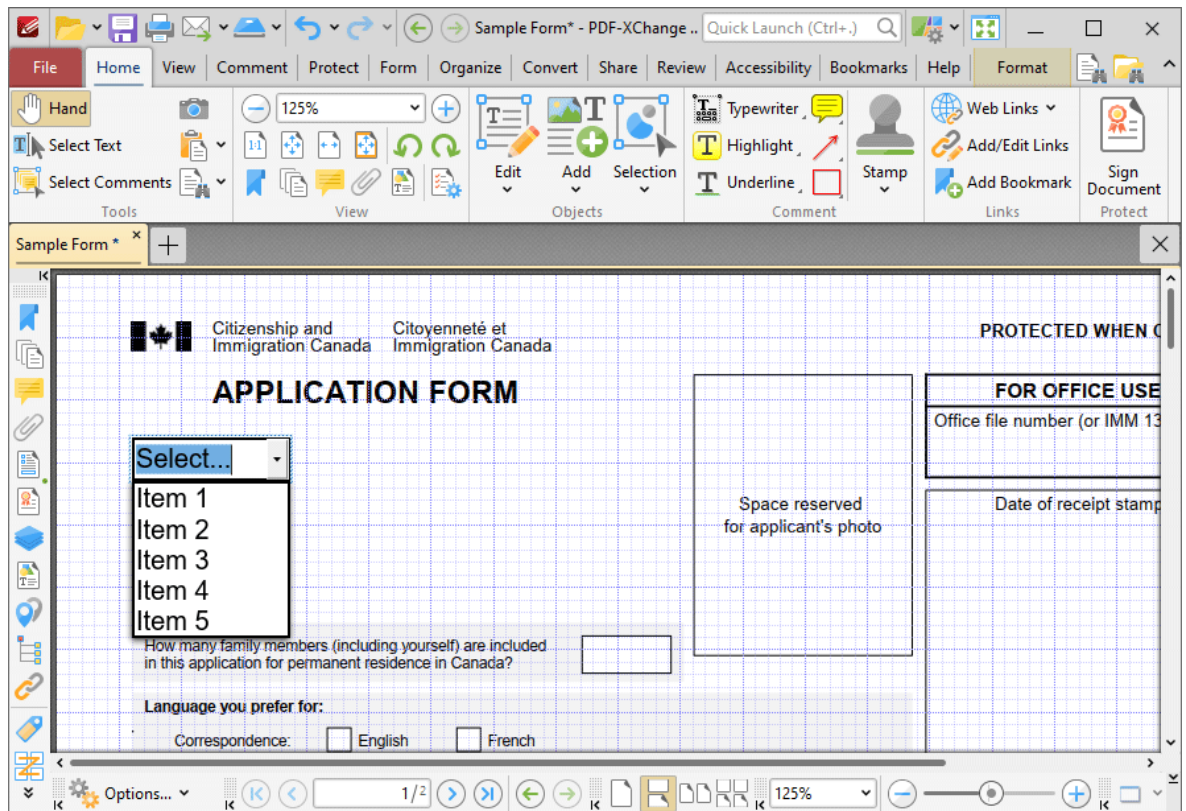 Sample Form* - PDF-XChange ..
Quick Launch (Ctrl+.)
File Home View Comment Protect Form Organize Convert Share Review Accessibility Bookmarks Help Format
Hand
Select Text
Select Comments
Tools
125%
1:1
View
Edit
Add
Selection
Objects
Typewriter
Highlight
Underline
Stamp
Comment
Web Links
Add/Edit Links
Add Bookmark
Links
Sign
Document
Protect
Sample Form *
Citizenship and
Immigration Canada
Citoyenneté et
Immigration Canada
PROTECTED WHEN
APPLICATION FORM
FOR OFFICE USE
Office file number (or IMM 13
Select...
Item 1
Item 2
Item 3
Item 4
Item 5
Space reserved
for applicant's photo
Date of receipt stamp
How many family members (including yourself) are included
in this application for permanent residence in Canada?
Language you prefer for:
Correspondence: English French
Options... 1/2 125%